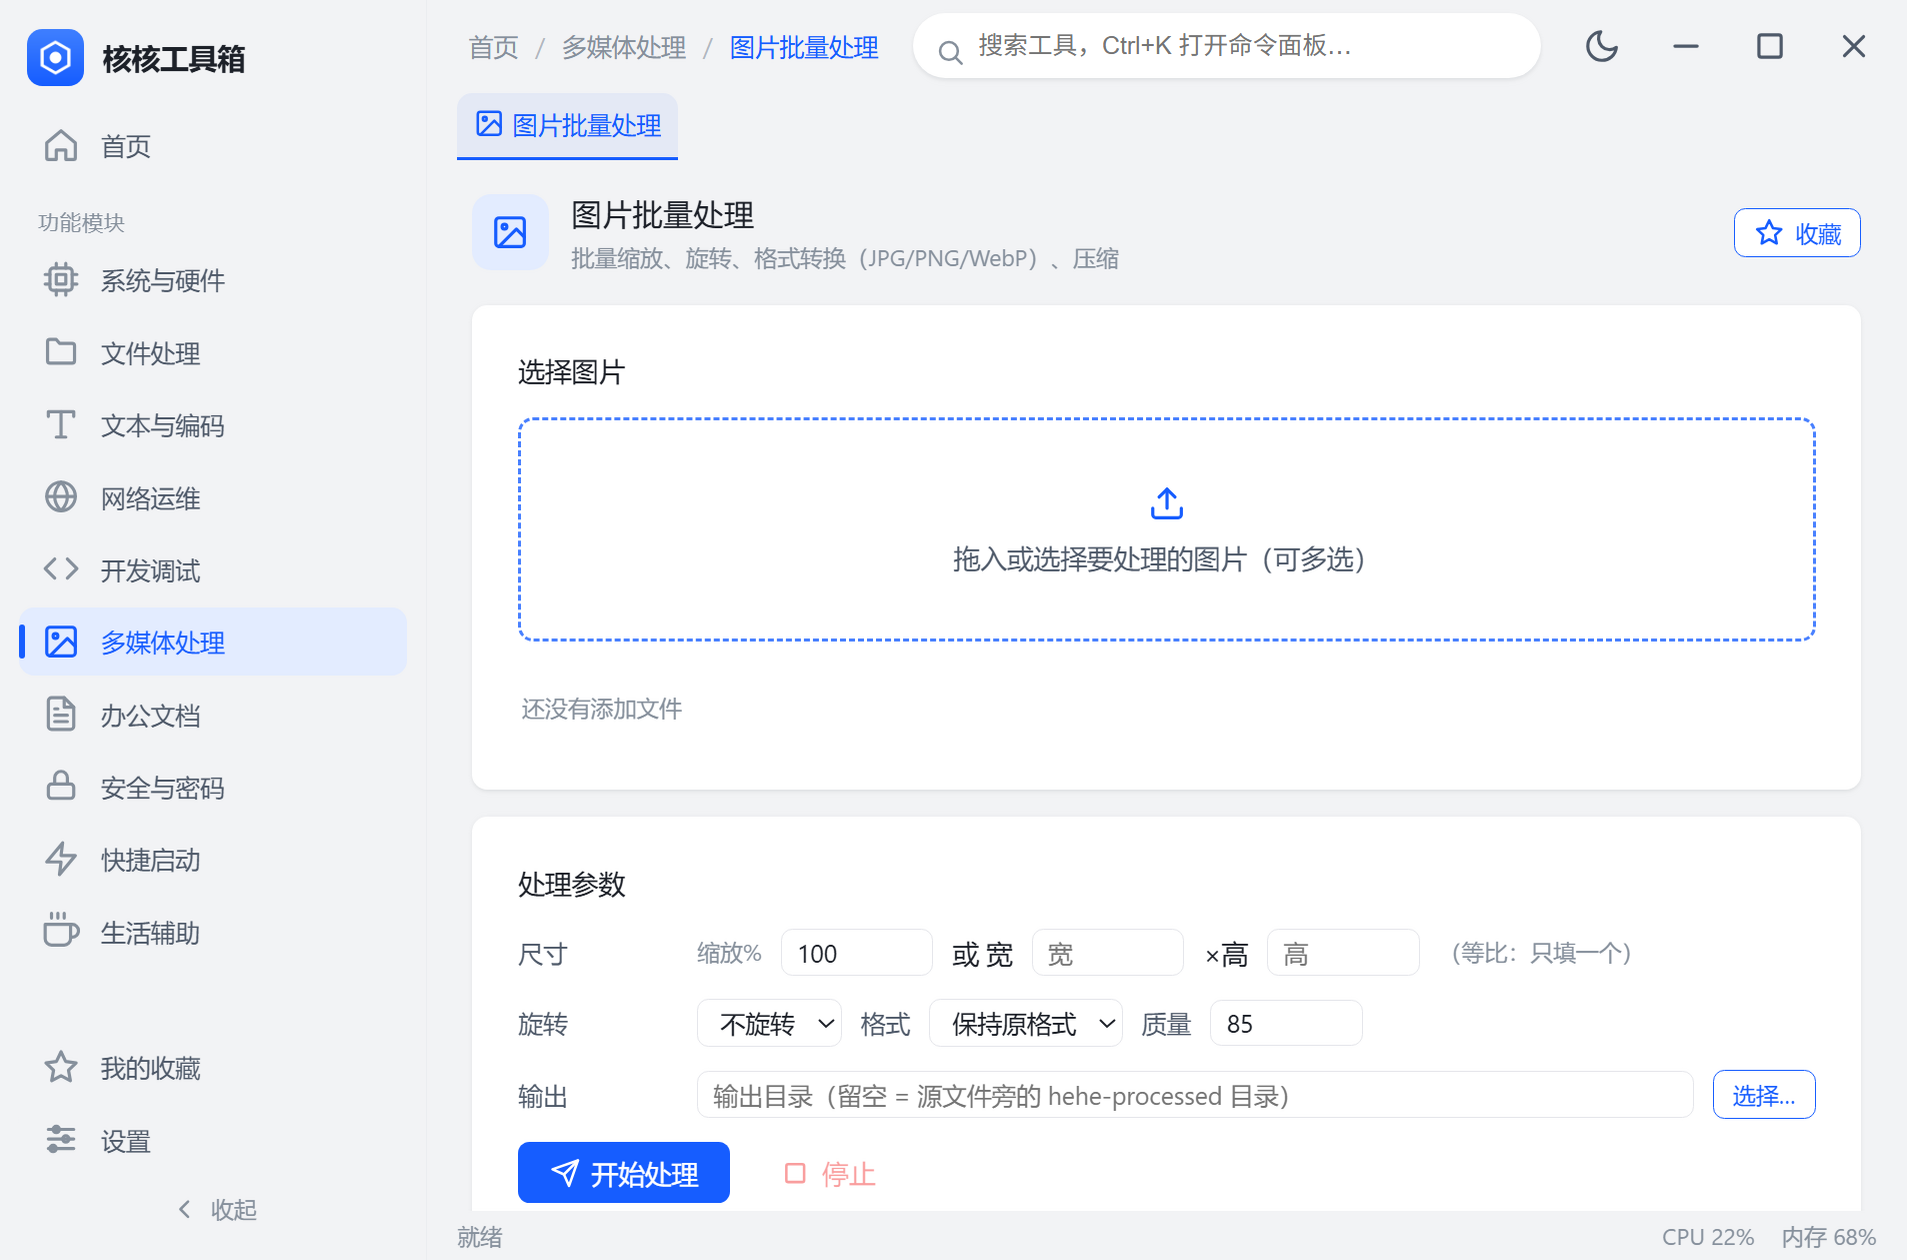 核核工具箱
首页 / 多媒体处理 / 图片批量处理
搜索工具，Ctrl+K 打开命令面板...
首页
功能模块
系统与硬件
文件处理
文本与编码
网络运维
开发调试
多媒体处理
办公文档
安全与密码
快捷启动
生活辅助
我的收藏
设置
收起
图片批量处理
图片批量处理
批量缩放、旋转、格式转换（JPG/PNG/WebP）、压缩
收藏
选择图片
拖入或选择要处理的图片（可多选）
还没有添加文件
处理参数
尺寸 缩放% 100 或 宽 宽 ×高 高 （等比：只填一个）
旋转 不旋转 格式 保持原格式 质量 85
输出 输出目录（留空 = 源文件旁的 hehe-processed 目录） 选择...
开始处理 停止
就绪 CPU 22% 内存 68%